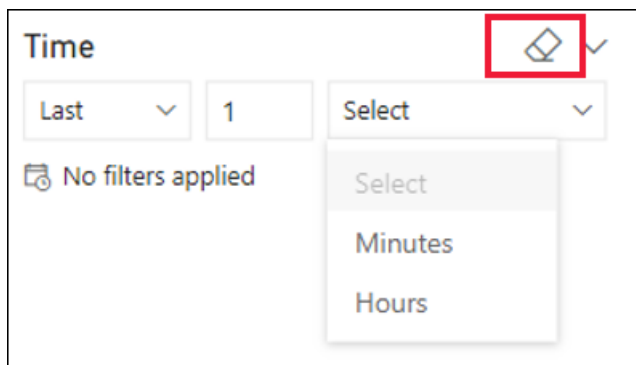 Time
Last 1 Select
No filters applied
Select
Minutes
Hours